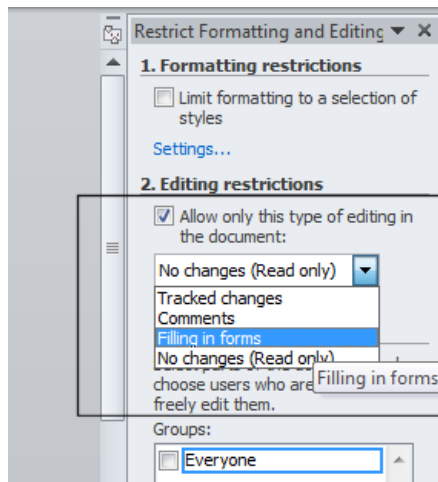 Restrict Formatting and Editing
1. Formatting restrictions
Limit formatting to a selection of
styles
Settings...
2. Editing restrictions
Allow only this type of editing in
the document:
No changes (Read only)
Tracked changes
Comments
Filling in forms
No changes (Read only)
Filling in forms
choose users who are
freely edit them.
Groups:
Everyone